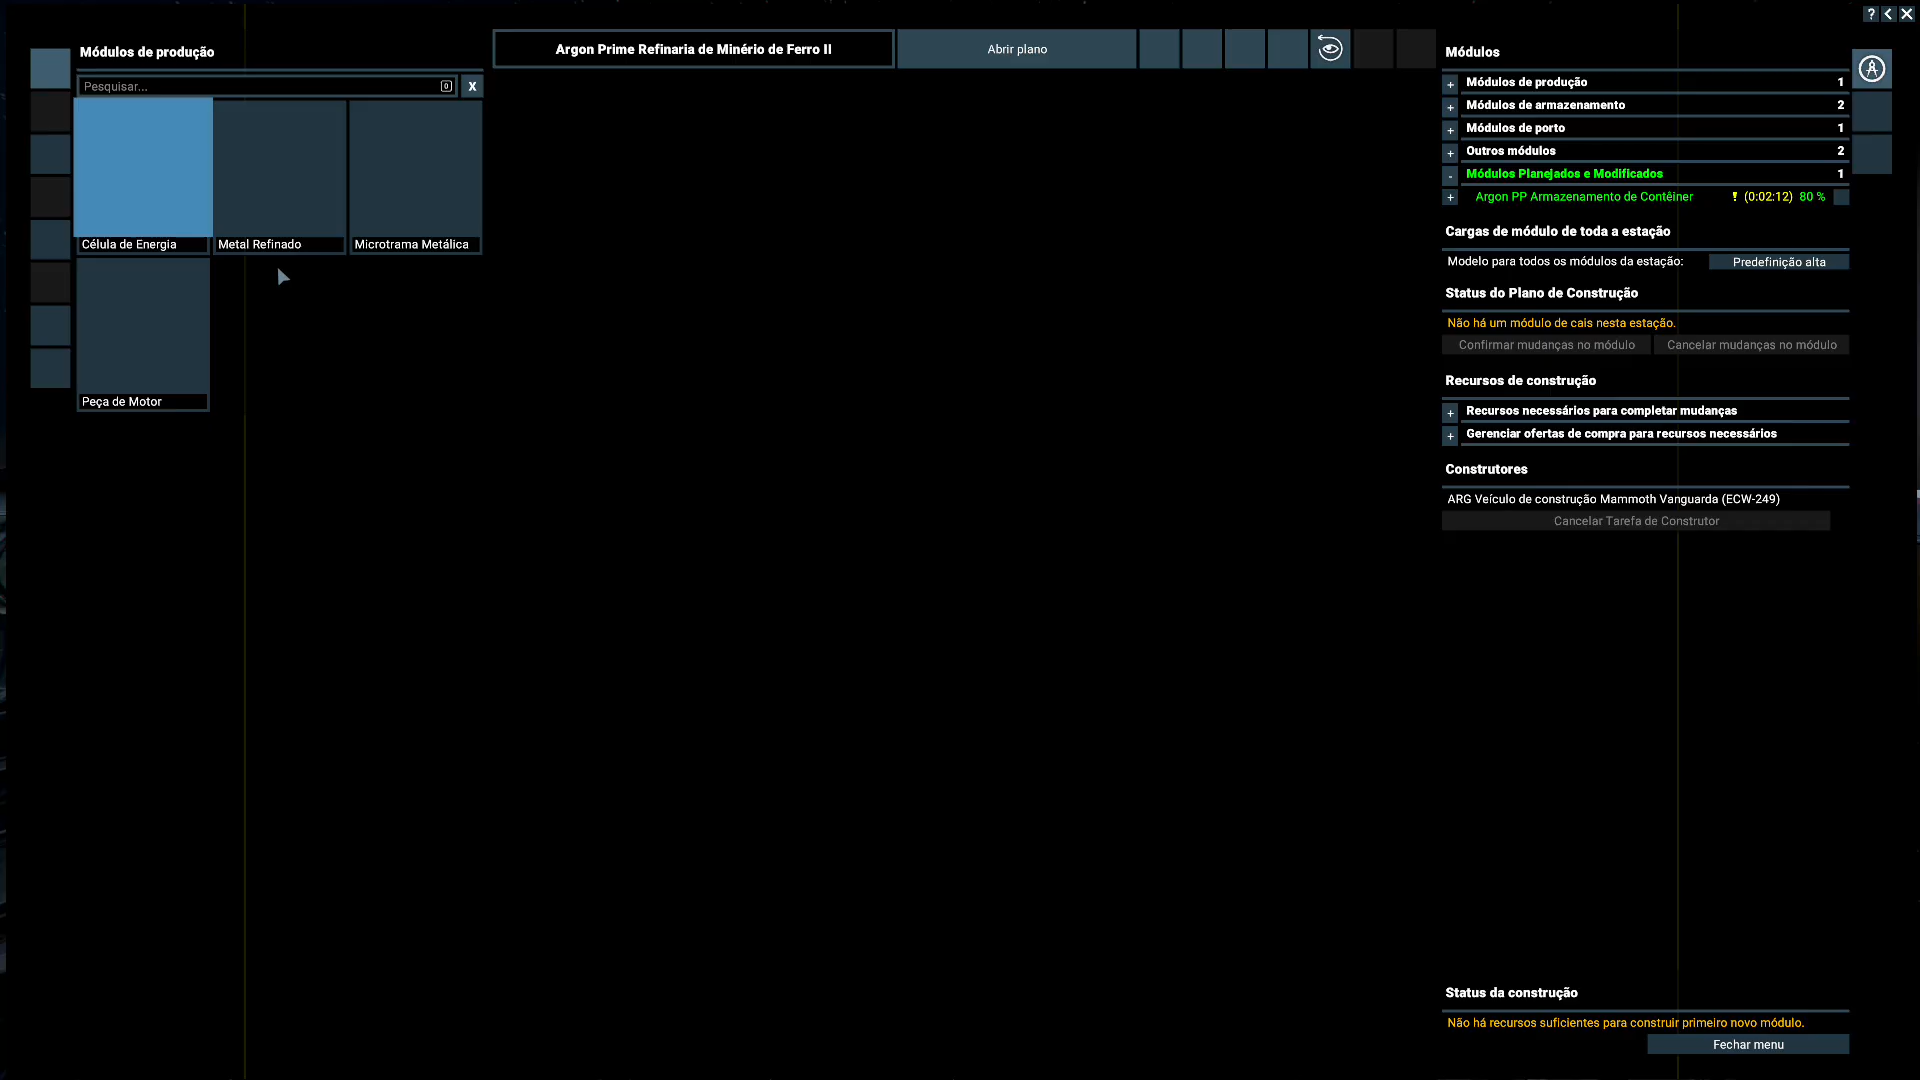 Módulos de produção
Pesquisar...
0
X
Célula de Energia
Metal Refinado
Microtrama Metálica
Peça de Motor
Argon Prime Refinaria de Minério de Ferro II
Abrir plano
?
Módulos
+ Módulos de produção 1
+ Módulos de armazenamento 2
+ Módulos de porto 1
+ Outros módulos 2
- Módulos Planejados e Modificados 1
+ Argon PP Armazenamento de Contêiner ! (0:02:12) 80 %
Cargas de módulo de toda a estação
Modelo para todos os módulos da estação: Predefinição alta
Status do Plano de Construção
Não há um módulo de cais nesta estação.
Confirmar mudanças no módulo Cancelar mudanças no módulo
Recursos de construção
+ Recursos necessários para completar mudanças
+ Gerenciar ofertas de compra para recursos necessários
Construtores
ARG Veículo de construção Mammoth Vanguarda (ECW-249)
Cancelar Tarefa de Construtor
Status da construção
Não há recursos suficientes para construir primeiro novo módulo.
Fechar menu